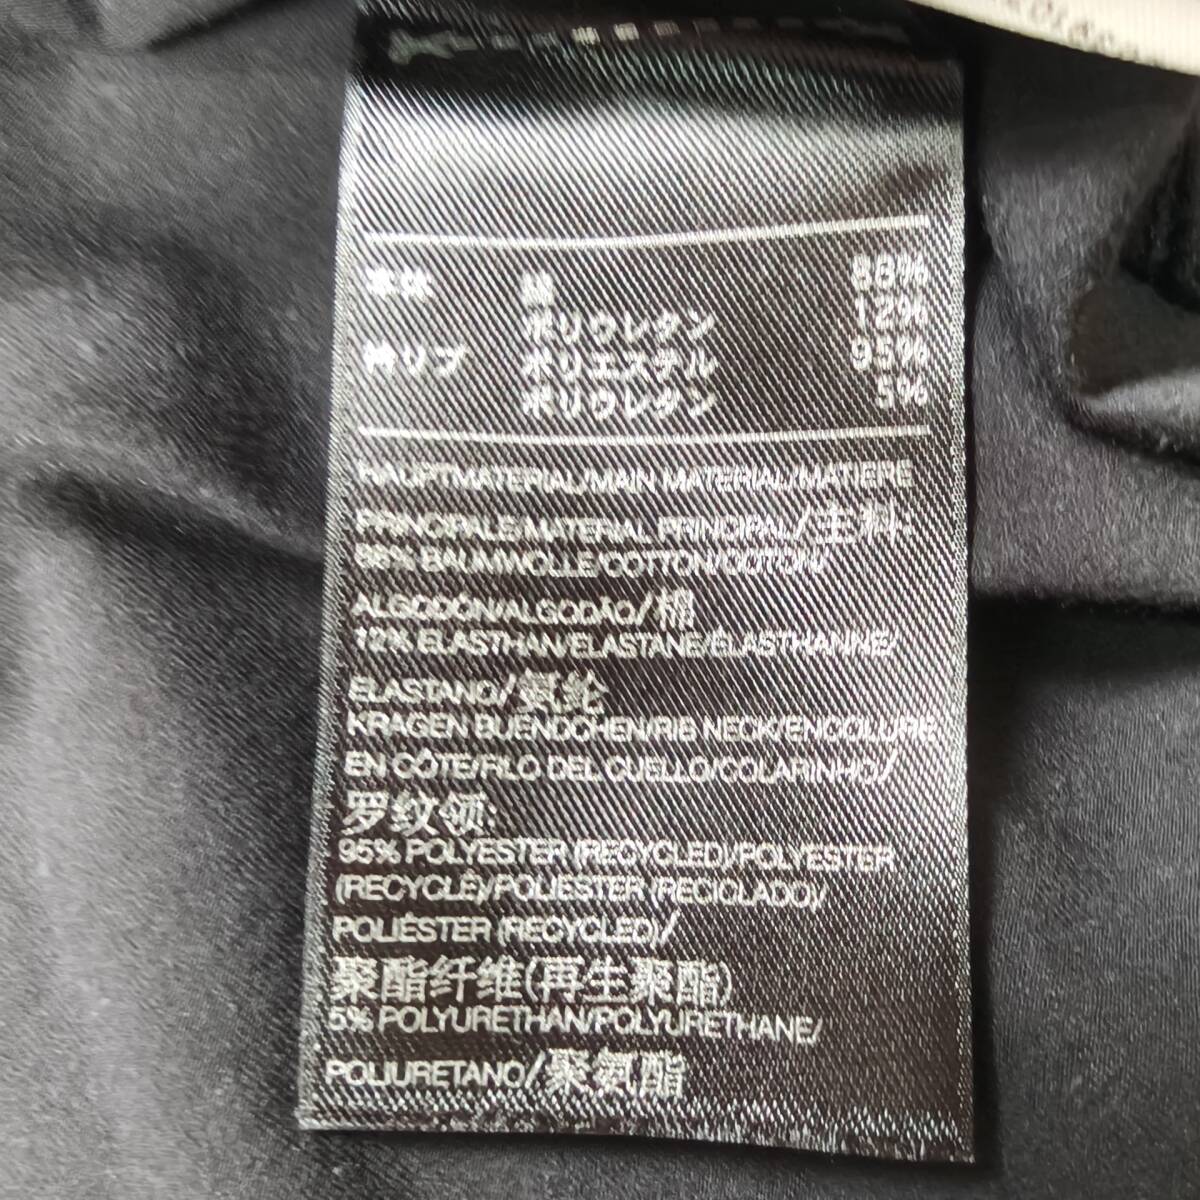 綿 88%
ポリウレタン 12%
衿リブ ポリエステル 95%
ポリウレタン 5%
HAUPTMATERIAL/MAIN MATERIAL/MATIERE
PRINCIPALE/MATERIAL PRINCIPAL/主料:
88% BAUMWOLLE/COTTON/COTON/
ALGODÓN/ALGODÃO/棉
12% ELASTHAN/ELASTANE/ÉLASTHANNE/
ELASTANO/氨纶
KRAGEN BUENDCHEN/RIB NECK/ENCOLURE
EN CÔTE/FILO DEL CUELLO/COLARINHO/
罗纹领:
95% POLYESTER (RECYCLED)/POLYESTER
(RECYCLÉ)/POLIESTER (RECICLADO)/
POLIÉSTER (RECYCLED)/
聚酯纤维(再生聚酯)
5% POLYURETHAN/POLYURETHANE/
POLIURETANO/聚氨酯